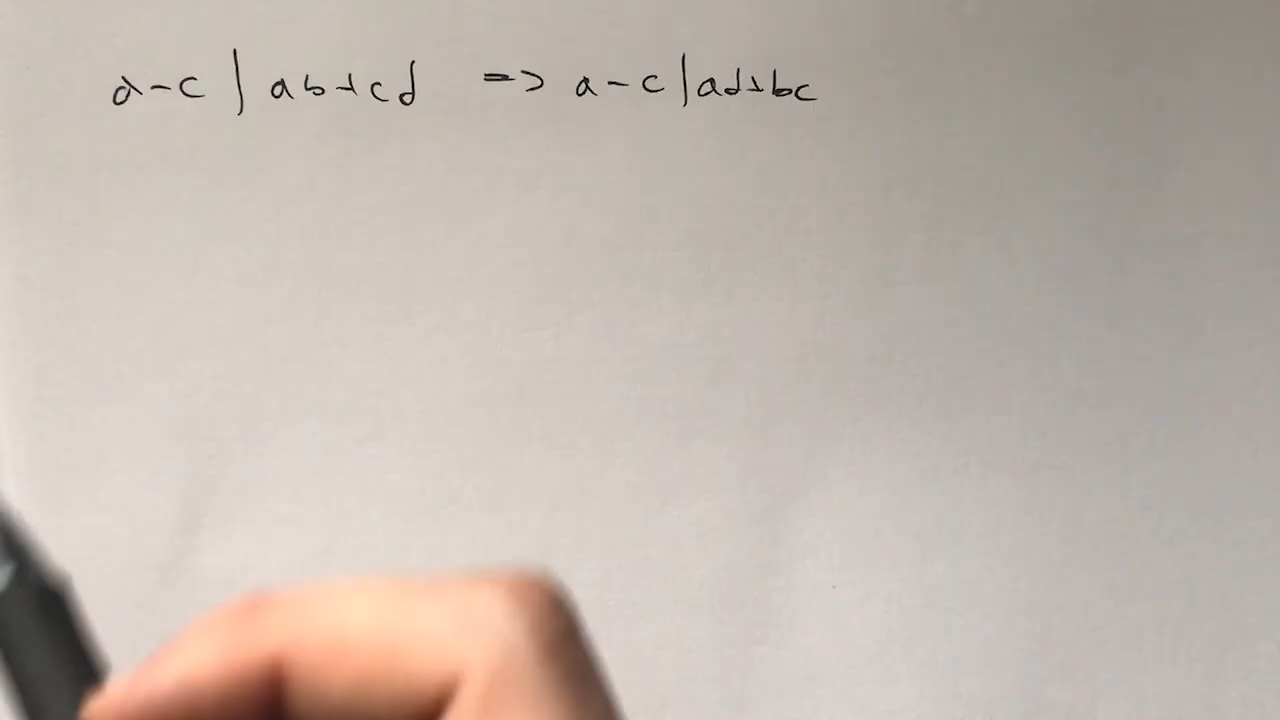 a-c | ab+cd => a-c | ad+bc